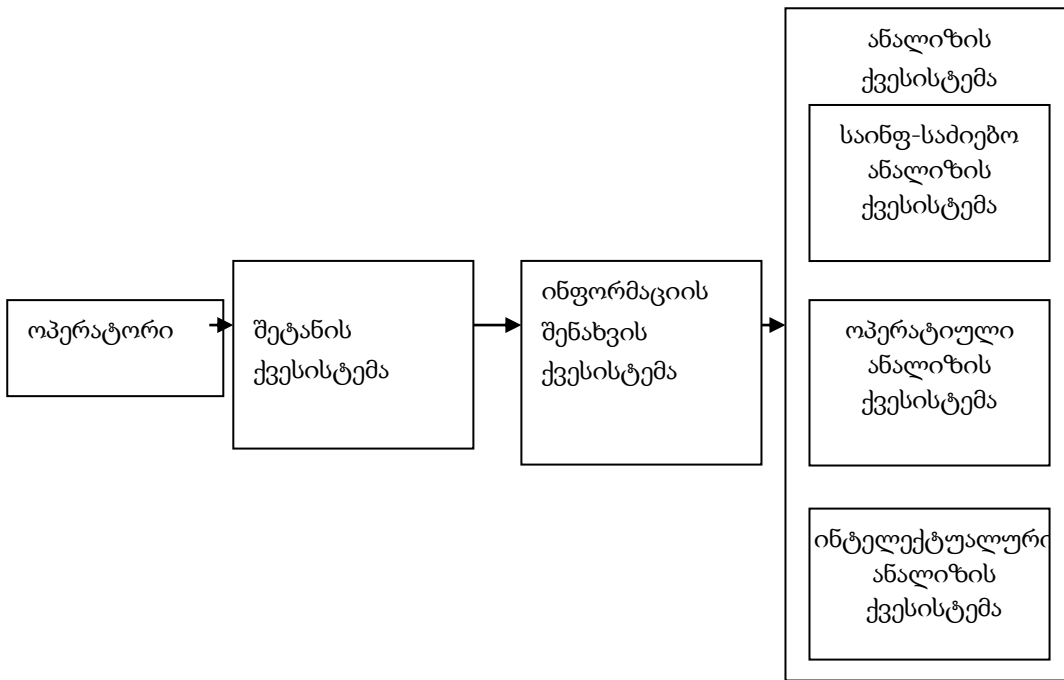 ოპერატორი
შეტანის
ქვესისტემა
ინფორმაციის
შენახვის
ქვესისტემა
ანალიზის
ქვესისტემა
საინფ-საძიებო
ანალიზის
ქვესისტემა
ოპერატიული
ანალიზის
ქვესისტემა
ინტელექტუალური
ანალიზის
ქვესისტემა